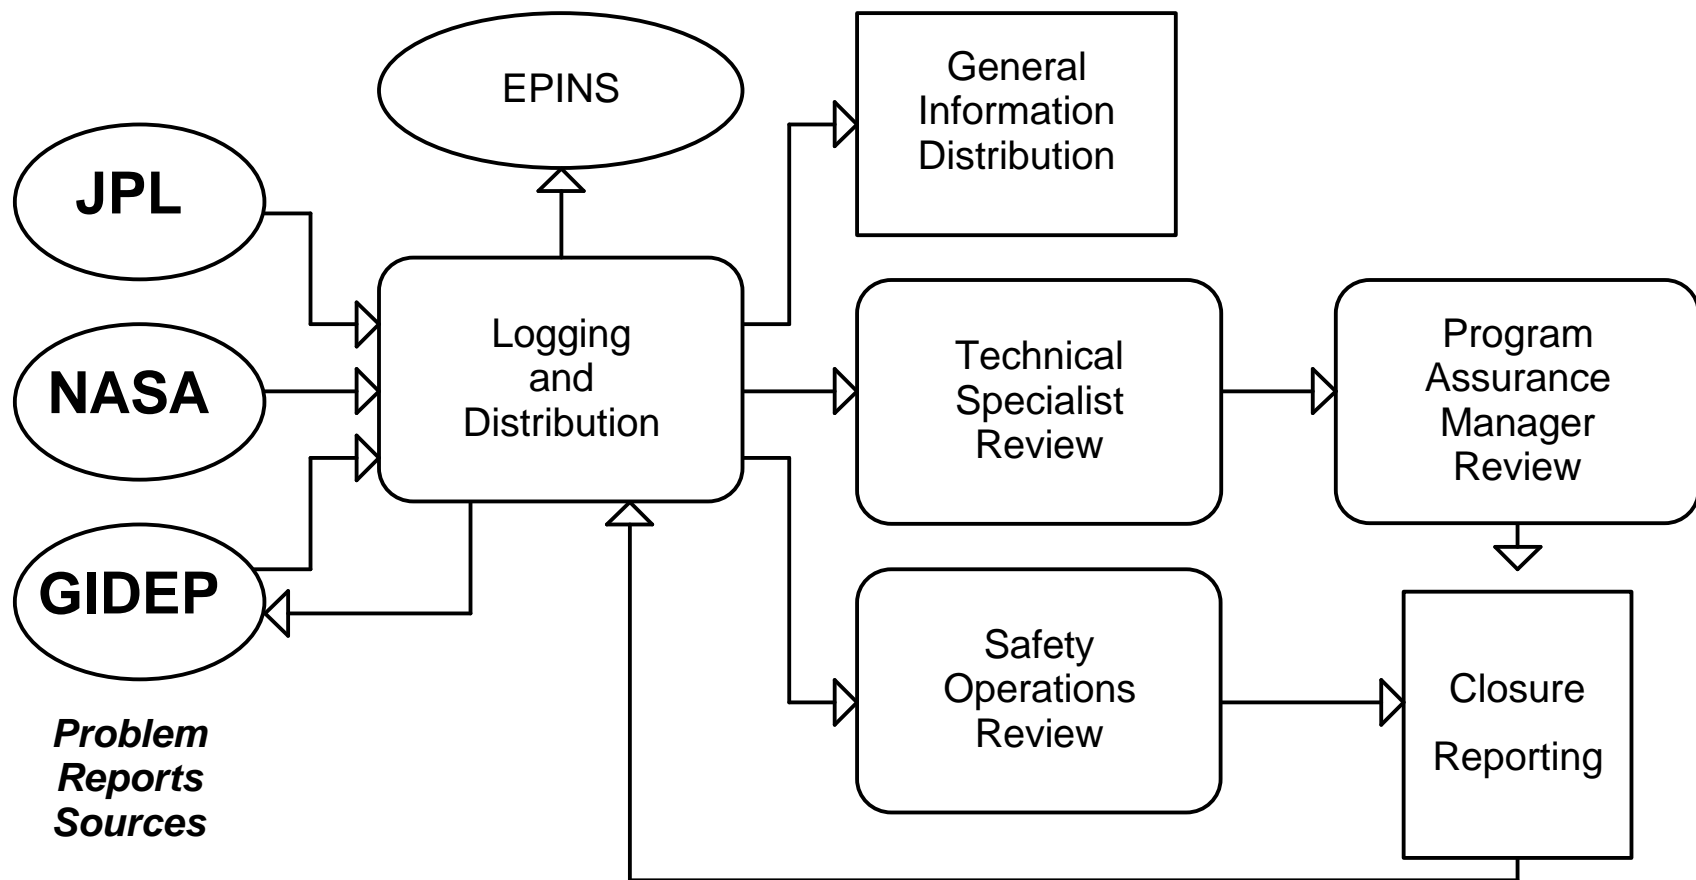 EPINS
General
Information
Distribution
JPL
NASA
GIDEP
Logging
and
Distribution
Technical
Specialist
Review
Program
Assurance
Manager
Review
Safety
Operations
Review
Closure
Reporting
Problem
Reports
Sources